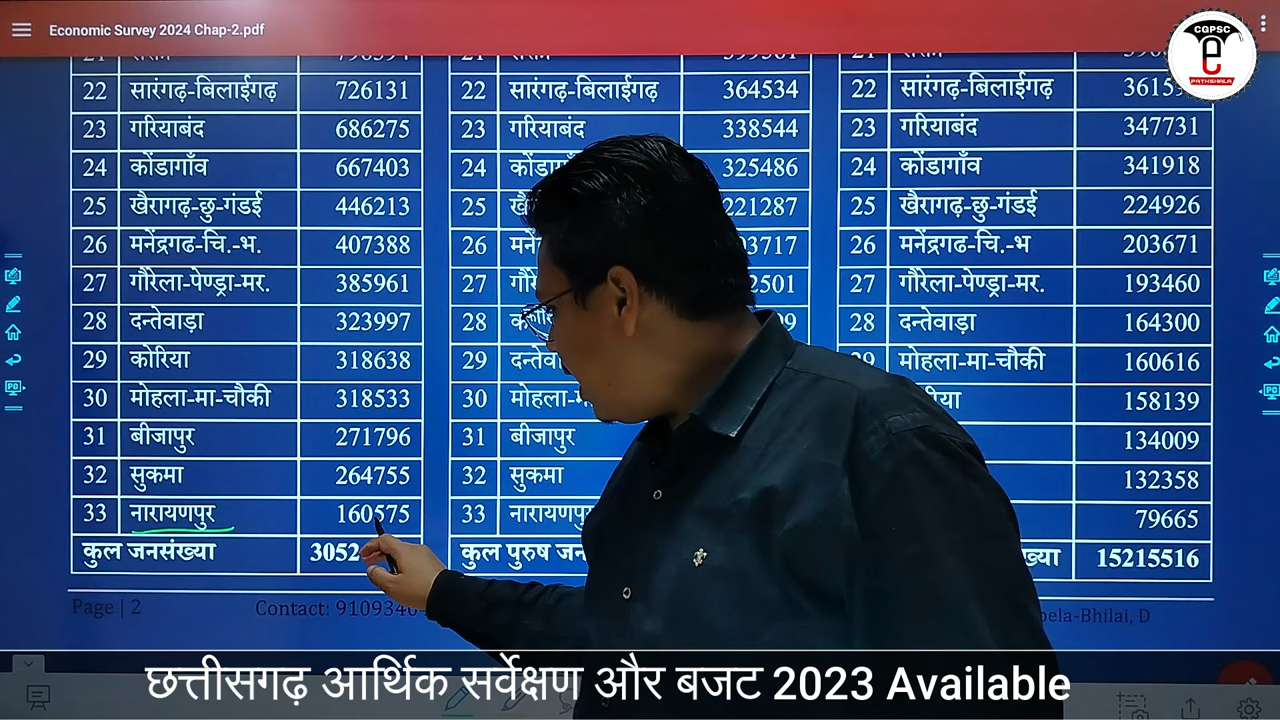 Economic Survey 2024 Chap-2.pdf
CGPSC
e
PATHSHALA
22 सारंगढ़-बिलाईगढ़ 726131 22 सारंगढ़-बिलाईगढ़ 364534 22 सारंगढ़-बिलाईगढ़
23 गरियाबंद 686275 23 गरियाबंद 338544 23 गरियाबंद 347731
24 कोंडागाँव 667403 24 325486 24 कोंडागाँव 341918
25 खैरागढ़-छु-गंडई 446213 25 221287 25 खैरागढ़-छु-गंडई 224926
26 मनेंद्रगढ-चि.-भ. 407388 26 26 मनेंद्रगढ-चि.-भ 203671
27 गौरेला-पेण्ड्रा-मर. 385961 27 27 गौरेला-पेण्ड्रा-मर. 193460
28 दन्तेवाड़ा 323997 28 28 दन्तेवाड़ा 164300
29 कोरिया 318638 29 मोहला-मा-चौकी 160616
30 मोहला-मा-चौकी 318533 30 158139
31 बीजापुर 271796 31 बीजापुर 134009
32 सुकमा 264755 32 सुकमा 132358
33 नारायणपुर 160575 33 नारायणपुर 79665
कुल जनसंख्या कुल पुरुष 15215516
Page | 2 Contact:
छत्तीसगढ़ आर्थिक सर्वेक्षण और बजट 2023 Available